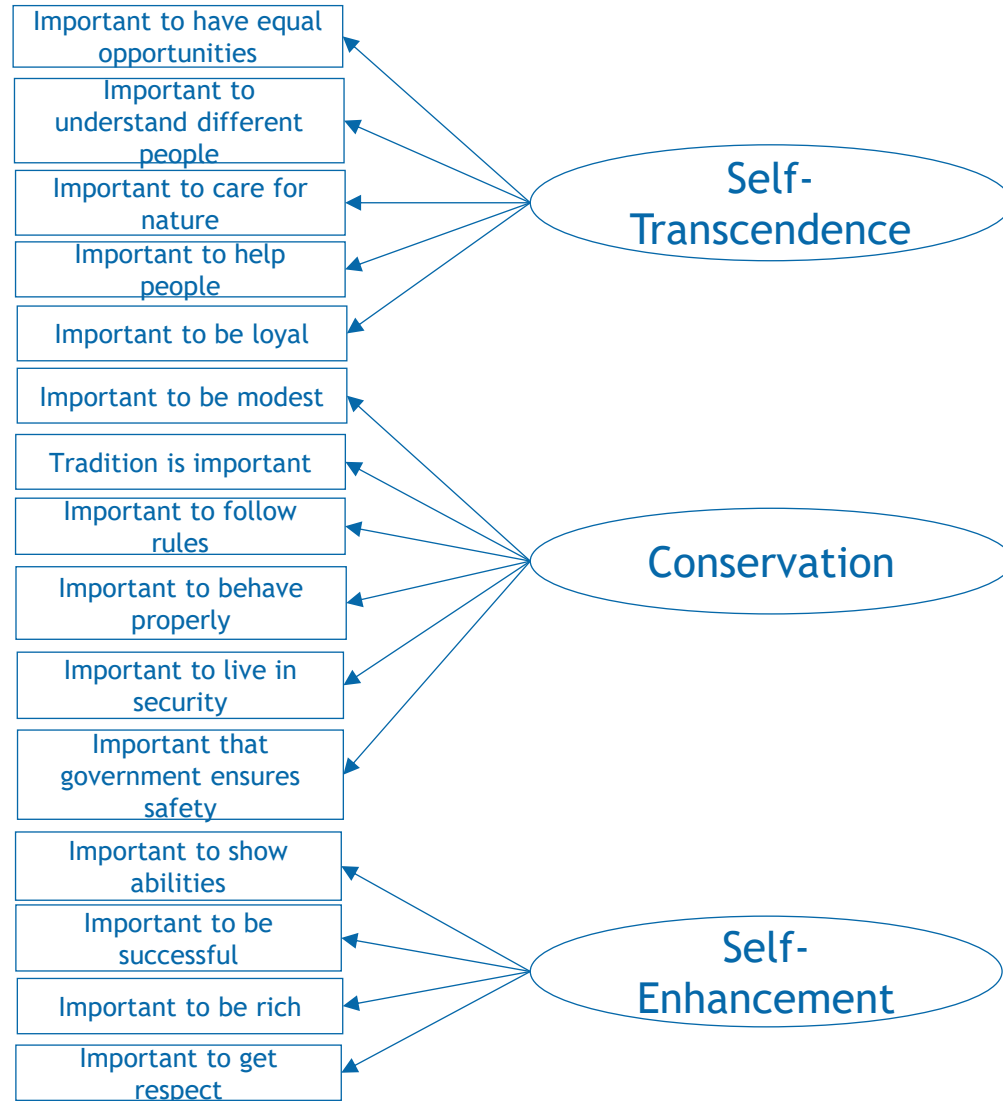 Important to have equal
opportunities
Important to
understand different
people
Important to care for
nature
Important to help
people
Important to be loyal
Self-
Transcendence
Important to be modest
Tradition is important
Important to follow
rules
Important to behave
properly
Important to live in
security
Important that
government ensures
safety
Conservation
Important to show
abilities
Important to be
successful
Important to be rich
Important to get
respect
Self-
Enhancement